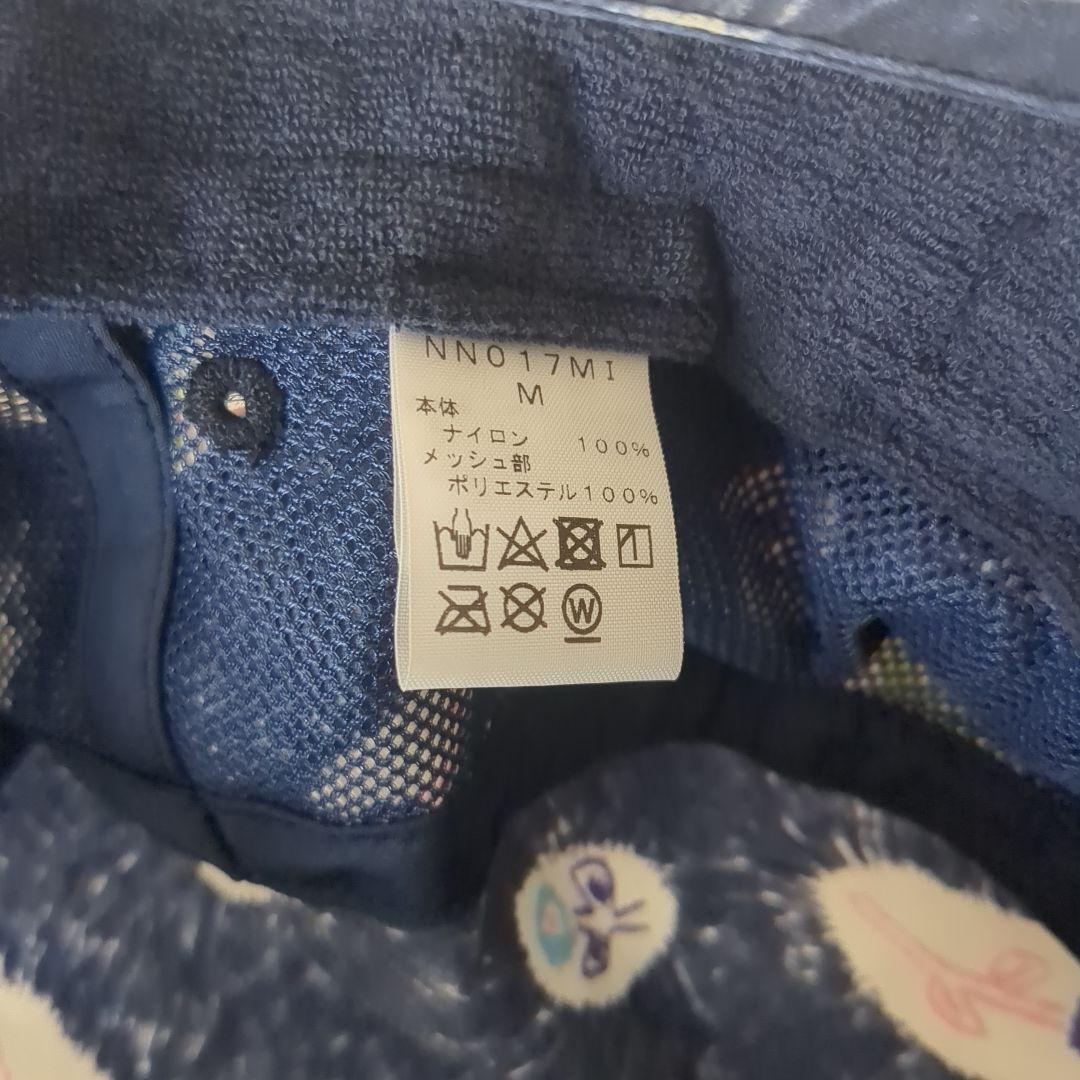 NN017MI
M
本体
ナイロン 100%
メッシュ部
ポリエステル100%
W